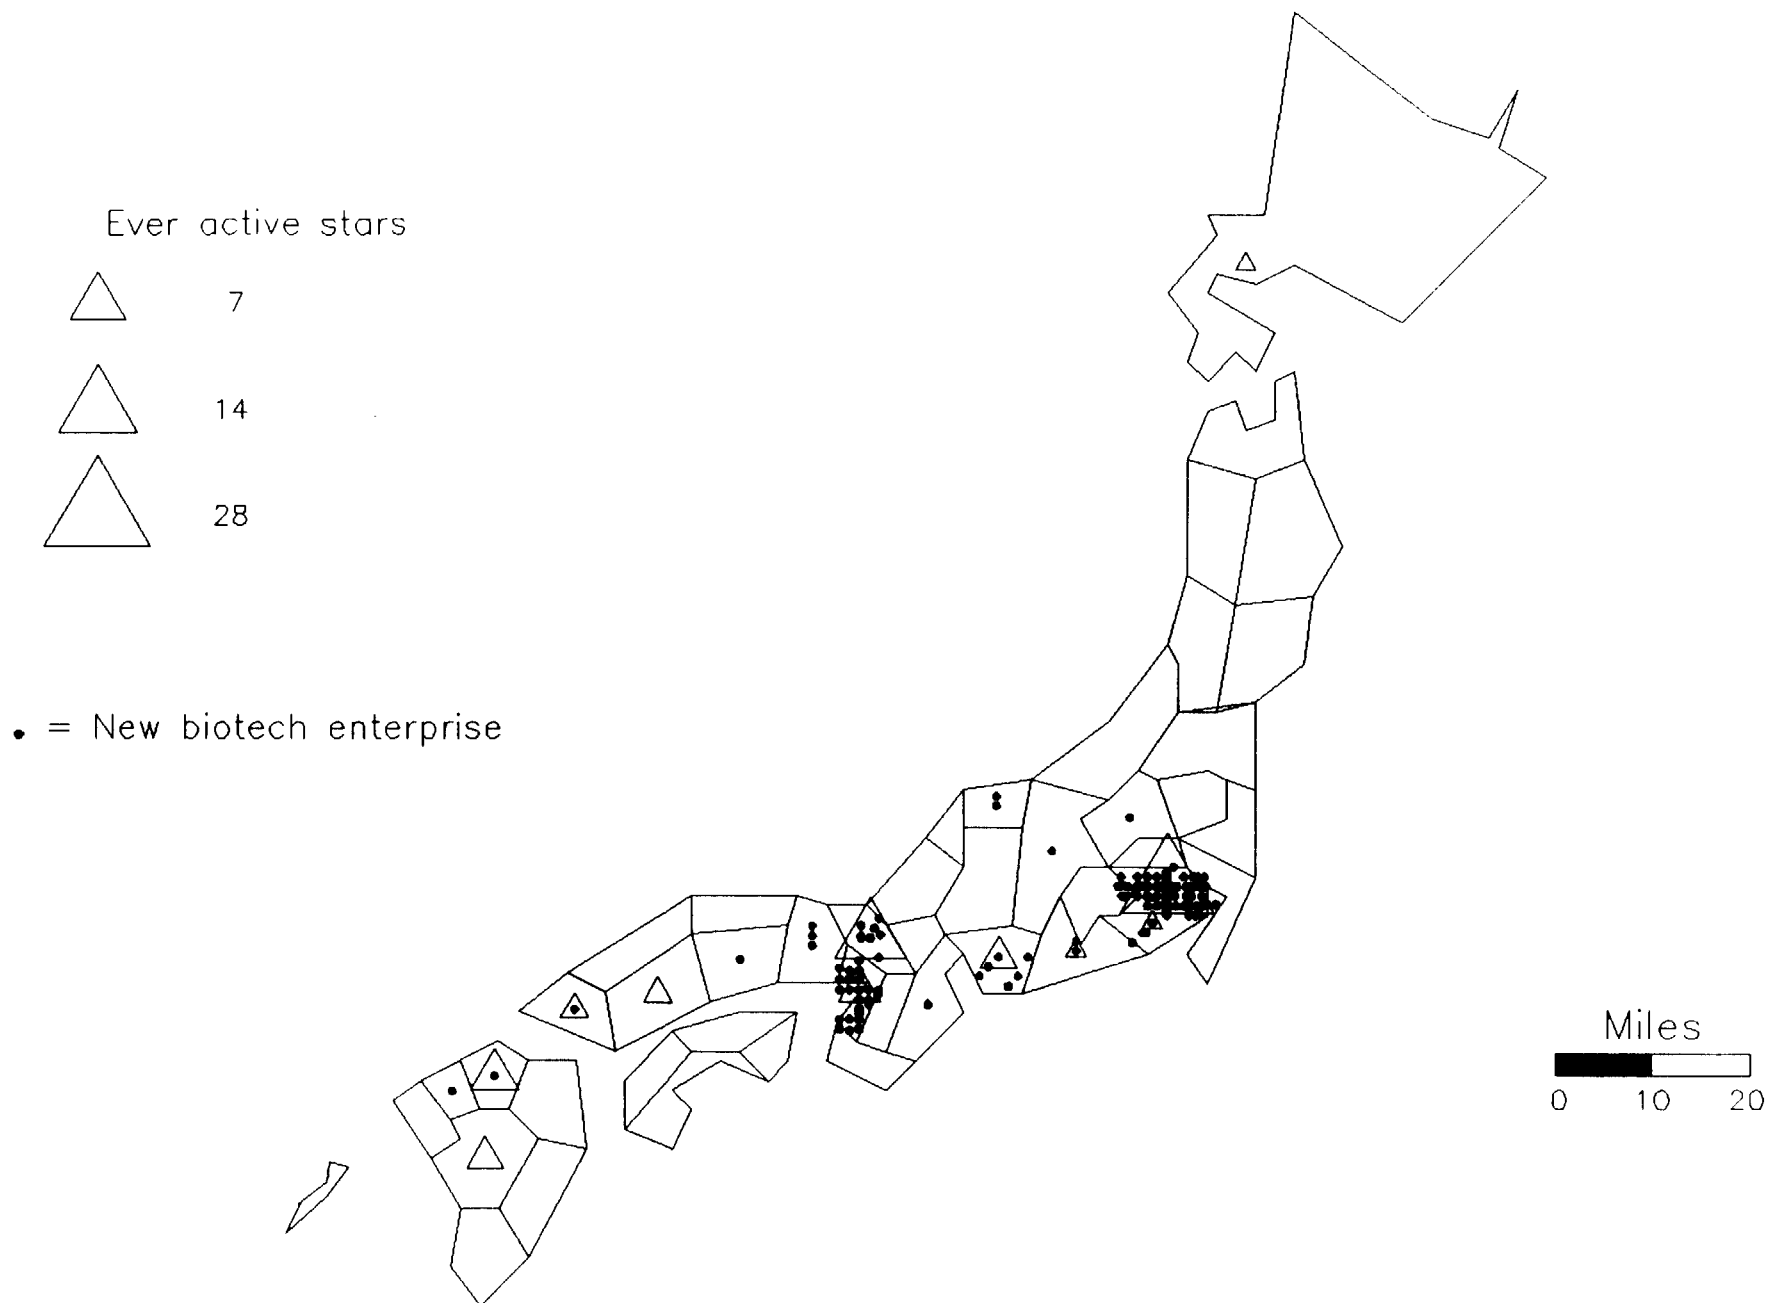 Ever active stars
7
14
28
= New biotech enterprise
Miles
0 10 20